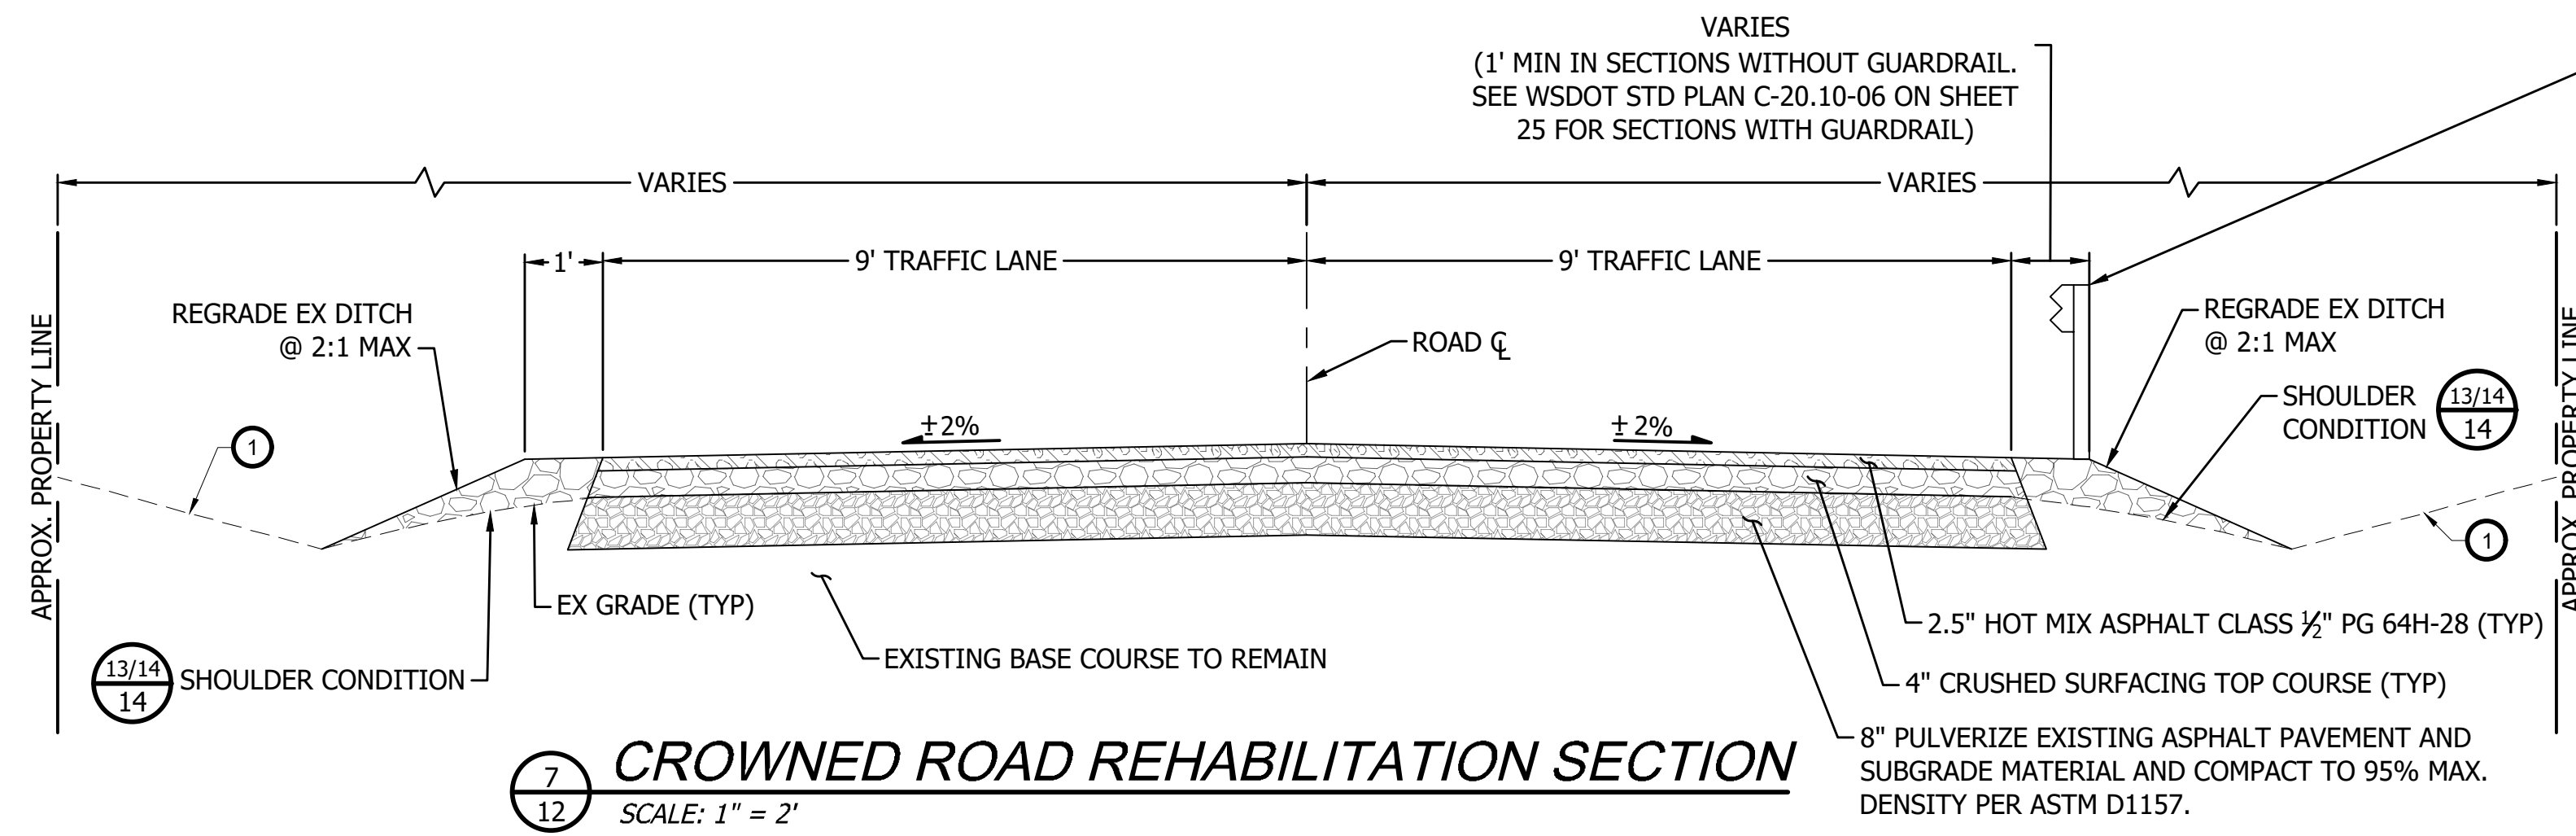 VARIES
(1' MIN IN SECTIONS WITHOUT GUARDRAIL.
SEE WSDOT STD PLAN C-20.10-06 ON SHEET
25 FOR SECTIONS WITH GUARDRAIL)
VARIES
VARIES
1'
9' TRAFFIC LANE
9' TRAFFIC LANE
APPROX. PROPERTY LINE
REGRADE EX DITCH
@ 2:1 MAX
ROAD ℄
REGRADE EX DITCH
@ 2:1 MAX
APPROX. PROPERTY LINE
1
±2%
±2%
SHOULDER
CONDITION
13/14
14
1
EX GRADE (TYP)
EXISTING BASE COURSE TO REMAIN
13/14
14
SHOULDER CONDITION
2.5" HOT MIX ASPHALT CLASS ½" PG 64H-28 (TYP)
4" CRUSHED SURFACING TOP COURSE (TYP)
8" PULVERIZE EXISTING ASPHALT PAVEMENT AND
SUBGRADE MATERIAL AND COMPACT TO 95% MAX.
DENSITY PER ASTM D1157.
7
12
CROWNED ROAD REHABILITATION SECTION
SCALE: 1" = 2'